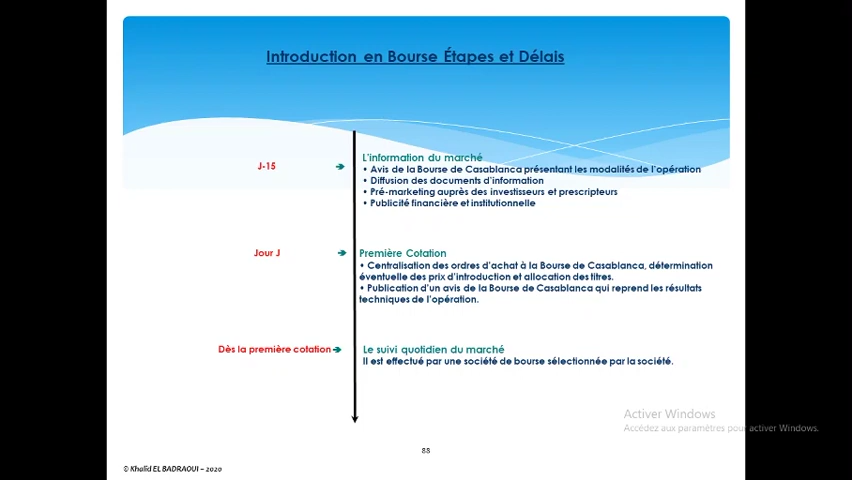 Introduction en Bourse Étapes et Délais
J-15
L'information du marché
• Avis de la Bourse de Casablanca présentant les modalités de l'opération
• Diffusion des documents d'information
• Pré-marketing auprès des investisseurs et prescripteurs
• Publicité financière et institutionnelle
Jour J
Première Cotation
• Centralisation des ordres d'achat à la Bourse de Casablanca, détermination
éventuelle des prix d'introduction et allocation des titres.
• Publication d'un avis de la Bourse de Casablanca qui reprend les résultats
techniques de l'opération.
Dès la première cotation
Le suivi quotidien du marché
Il est effectué par une société de bourse sélectionnée par la société.
Activer Windows
Accédez aux paramètres pour activer Windows.
88
© Khalid EL BADRAOUI – 2020